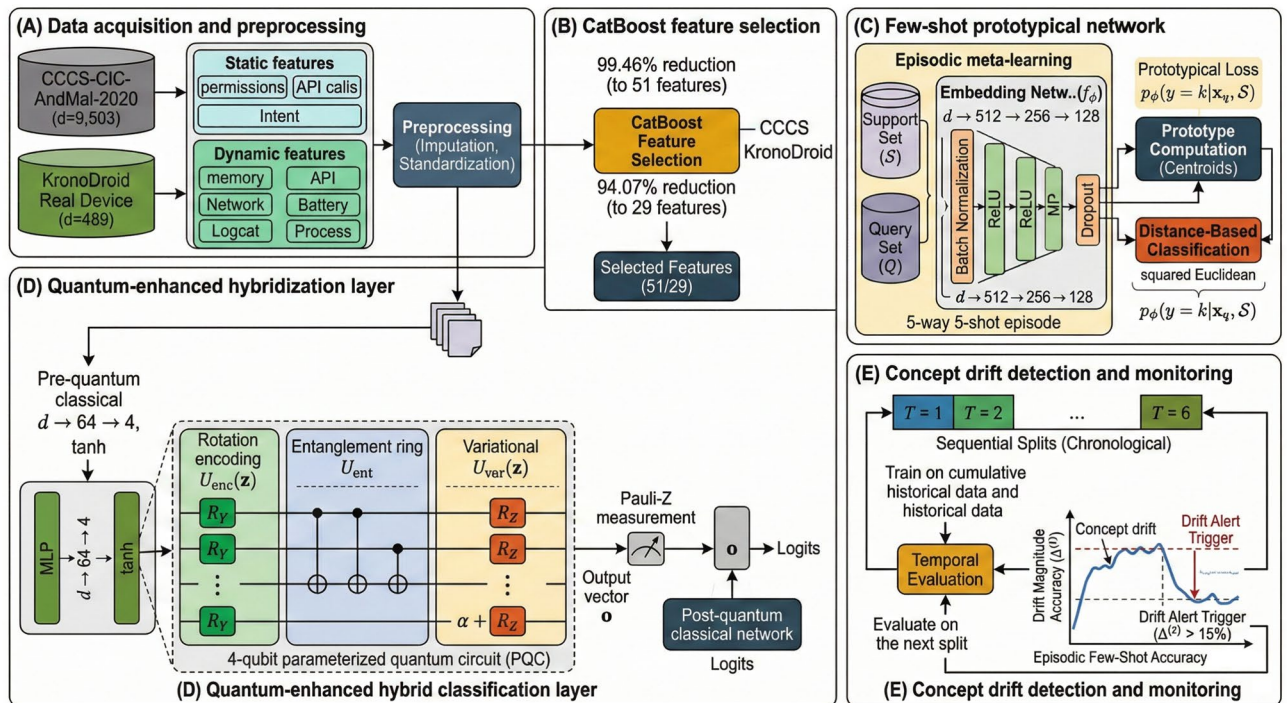 (A) Data acquisition and preprocessing
CCCS-CIC-
AndMal-2020
(d=9,503)
KronoDroid
Real Device
(d=489)
Static features
permissions
API calls
Intent
Dynamic features
memory
API
Network
Battery
Logcat
Process
Preprocessing
(Imputation,
Standardization)
(B) CatBoost feature selection
99.46% reduction
(to 51 features)
CatBoost
Feature
Selection
CCCS
KronoDroid
94.07% reduction
(to 29 features)
Selected Features
(51/29)
(C) Few-shot prototypical network
Episodic meta-learning
Support
Set
(𝒮)
Query
Set
(Q)
Embedding Netw..(f_ϕ)
d → 512 → 256 → 128
Batch Normalization
ReLU
ReLU
MP
Dropout
d → 512 → 256 → 128
5-way 5-shot episode
Prototypical Loss
p_ϕ(y = k|x_q, 𝒮)
Prototype
Computation
(Centroids)
Distance-Based
Classification
squared Euclidean
p_ϕ(y = k|x_q, 𝒮)
(D) Quantum-enhanced hybridization layer
Pre-quantum
classical
d → 64 → 4,
tanh
MLP
d → 64 → 4
tanh
Rotation
encoding
U_enc(z)
R_Y
R_Y
R_Y
Entanglement ring
U_ent
Variational
U_var(z)
R_Z
R_Z
α + R_Z
4-qubit parameterized quantum circuit (PQC)
Pauli-Z
measurement
Output
vector
o
o
Logits
Post-quantum
classical network
Logits
(D) Quantum-enhanced hybrid classification layer
(E) Concept drift detection and monitoring
T = 1
T = 2
...
T = 6
Sequential Splits (Chronological)
Train on cumulative
historical data and
historical data
Temporal
Evaluation
Evaluate on
the next split
Drift Magnitude
Accuracy (Δ⁽²⁾)
Concept drift
Drift Alert
Trigger
Drift Alert Trigger
(Δ⁽²⁾ > 15%)
Episodic Few-Shot Accuracy
(E) Concept drift detection and monitoring